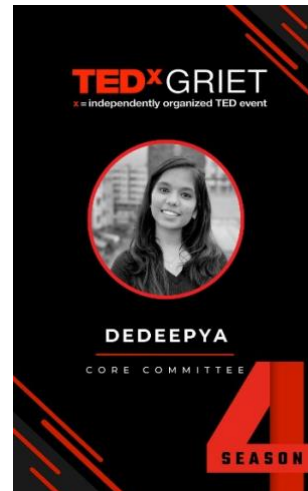 TEDxGRIET
x = independently organized TED event
DEDEEPYA
CORE COMMITTEE
4
SEASON